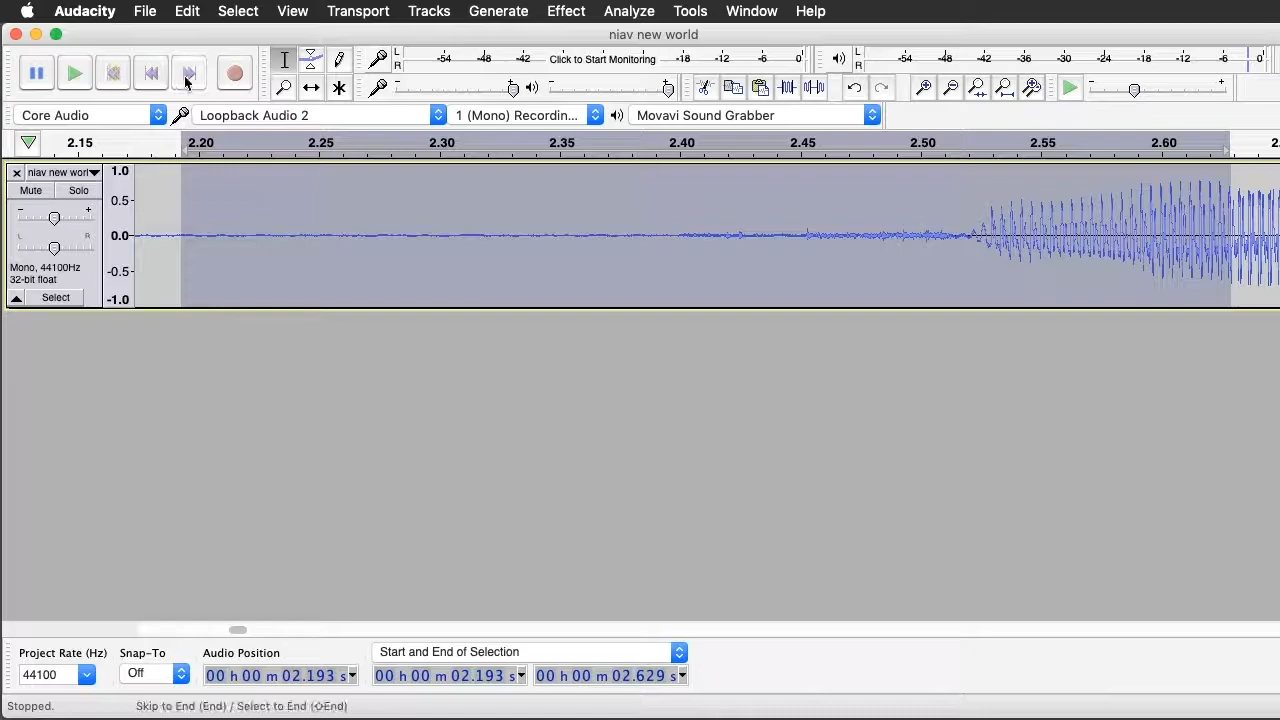 Audacity File Edit Select View Transport Tracks Generate Effect Analyze Tools Window Help
niav new world
L R -54 -48 -42 Click to Start Monitoring -18 -12 -6 0 L R -54 -48 -42 -36 -30 -24 -18 -12 -6 0
- + - + - +
Core Audio Loopback Audio 2 1 (Mono) Recordin... Movavi Sound Grabber
2.15 2.20 2.25 2.30 2.35 2.40 2.45 2.50 2.55 2.60
niav new worl 1.0
Mute Solo
- + 0.5
L R 0.0
Mono, 44100Hz -0.5
32-bit float
Select -1.0
Project Rate (Hz) Snap-To Audio Position Start and End of Selection
44100 Off 00 h 00 m 02.193 s 00 h 00 m 02.193 s 00 h 00 m 02.629 s
Stopped. Skip to End (End) / Select to End (⇧End)